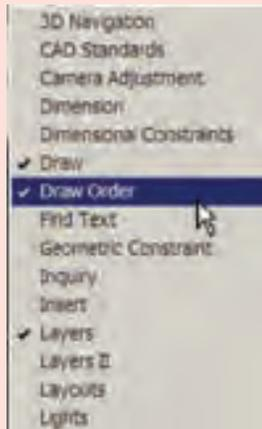 3D Navigation
CAD Standards
Camera Adjustment
Dimension
Dimensional Constraints
Draw
Draw Order
Find Text
Geometric Constraint
Inquiry
Insert
Layers
Layers II
Layouts
Lights